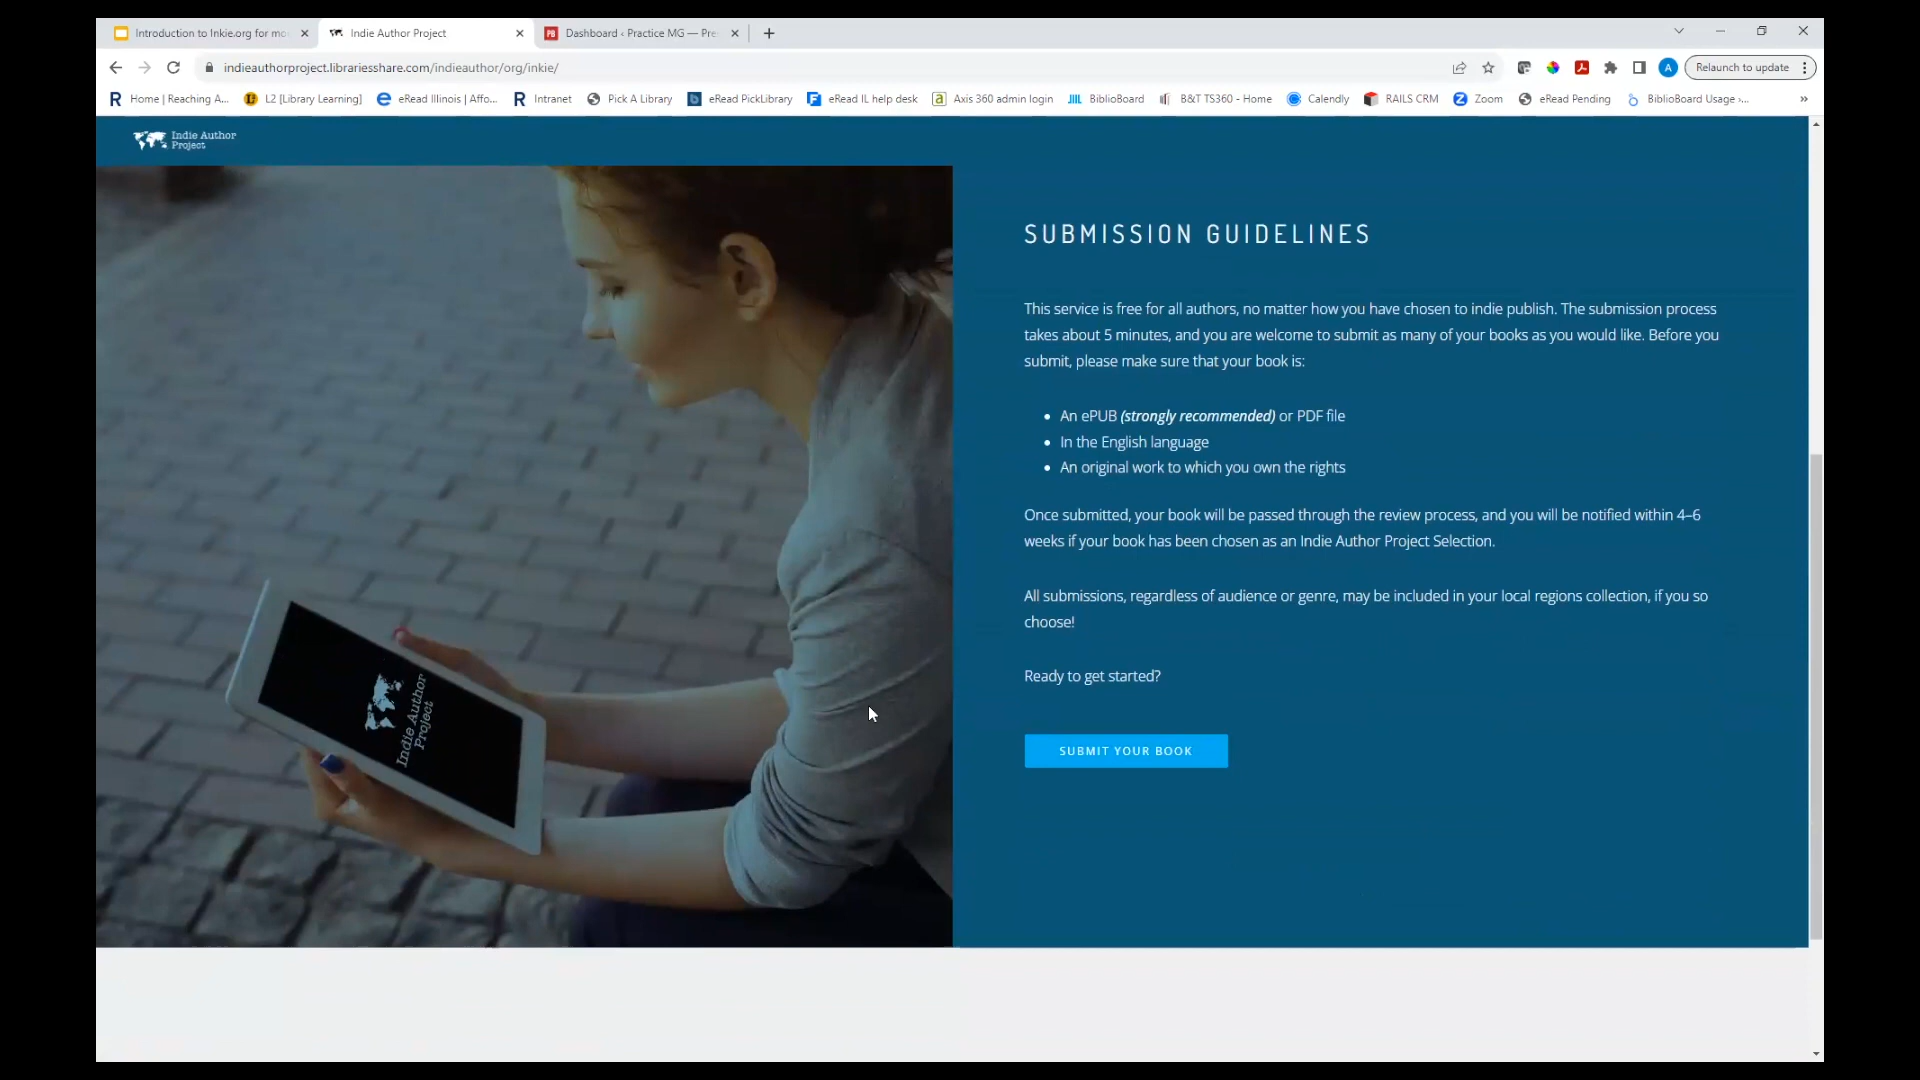 Introduction to Inkie.org for mo
Indie Author Project
Dashboard ‹ Practice MG — Pre
indieauthorproject.librariesshare.com/indieauthor/org/inkie/
A
Relaunch to update
Home | Reaching A...
L2 [Library Learning]
eRead Illinois | Affo...
Intranet
Pick A Library
eRead PickLibrary
eRead IL help desk
Axis 360 admin login
BiblioBoard
B&T TS360 - Home
Calendly
RAILS CRM
Zoom
eRead Pending
BiblioBoard Usage ›...
Indie Author
Project
SUBMISSION GUIDELINES
This service is free for all authors, no matter how you have chosen to indie publish. The submission process
takes about 5 minutes, and you are welcome to submit as many of your books as you would like. Before you
submit, please make sure that your book is:
• An ePUB (strongly recommended) or PDF file
• In the English language
• An original work to which you own the rights
Once submitted, your book will be passed through the review process, and you will be notified within 4–6
weeks if your book has been chosen as an Indie Author Project Selection.
All submissions, regardless of audience or genre, may be included in your local regions collection, if you so
choose!
Ready to get started?
SUBMIT YOUR BOOK
Indie Author
Project